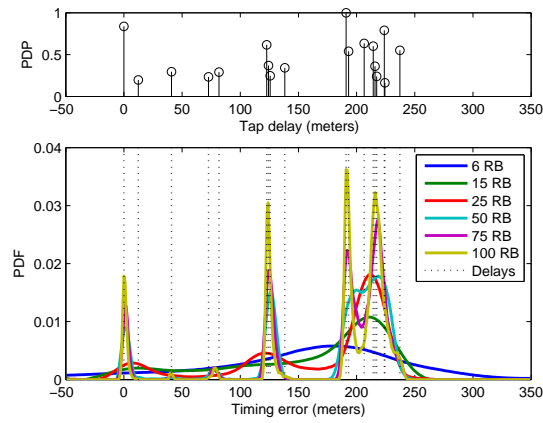 1
0.5
0
PDP
−50 0 50 100 150 200 250 300 350
Tap delay (meters)
0.04
0.03
0.02
0.01
0
PDF
6 RB
15 RB
25 RB
50 RB
75 RB
100 RB
Delays
−50 0 50 100 150 200 250 300 350
Timing error (meters)